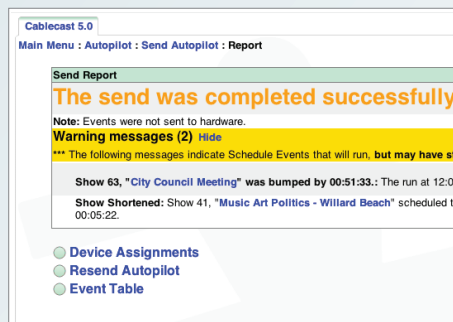 Cablecast 5.0
Main Menu : Autopilot : Send Autopilot : Report
Send Report
The send was completed successfully
Note: Events were not sent to hardware.
Warning messages (2) Hide
*** The following messages indicate Schedule Events that will run, but may have
Show 63, "City Council Meeting" was bumped by 00:51:33.: The run at 12:0
Show Shortened: Show 41, "Music Art Politics - Willard Beach" scheduled
00:05:22.
Device Assignments
Resend Autopilot
Event Table